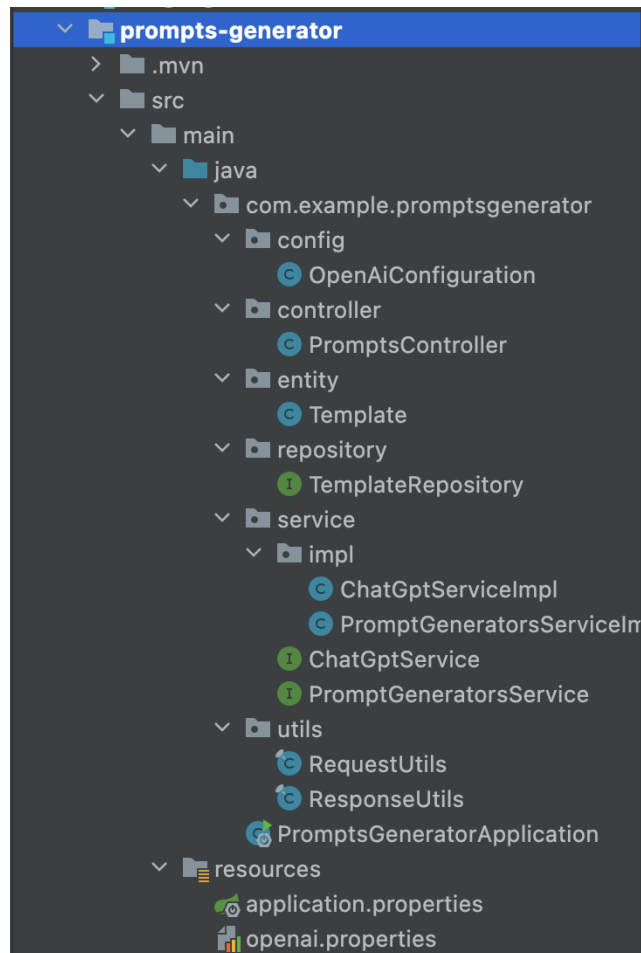 prompts-generator
.mvn
src
main
java
com.example.promptsgenerator
config
OpenAiConfiguration
controller
PromptsController
entity
Template
repository
TemplateRepository
service
impl
ChatGptServiceImpl
PromptGeneratorsServiceIm
ChatGptService
PromptGeneratorsService
utils
RequestUtils
ResponseUtils
PromptsGeneratorApplication
resources
application.properties
openai.properties